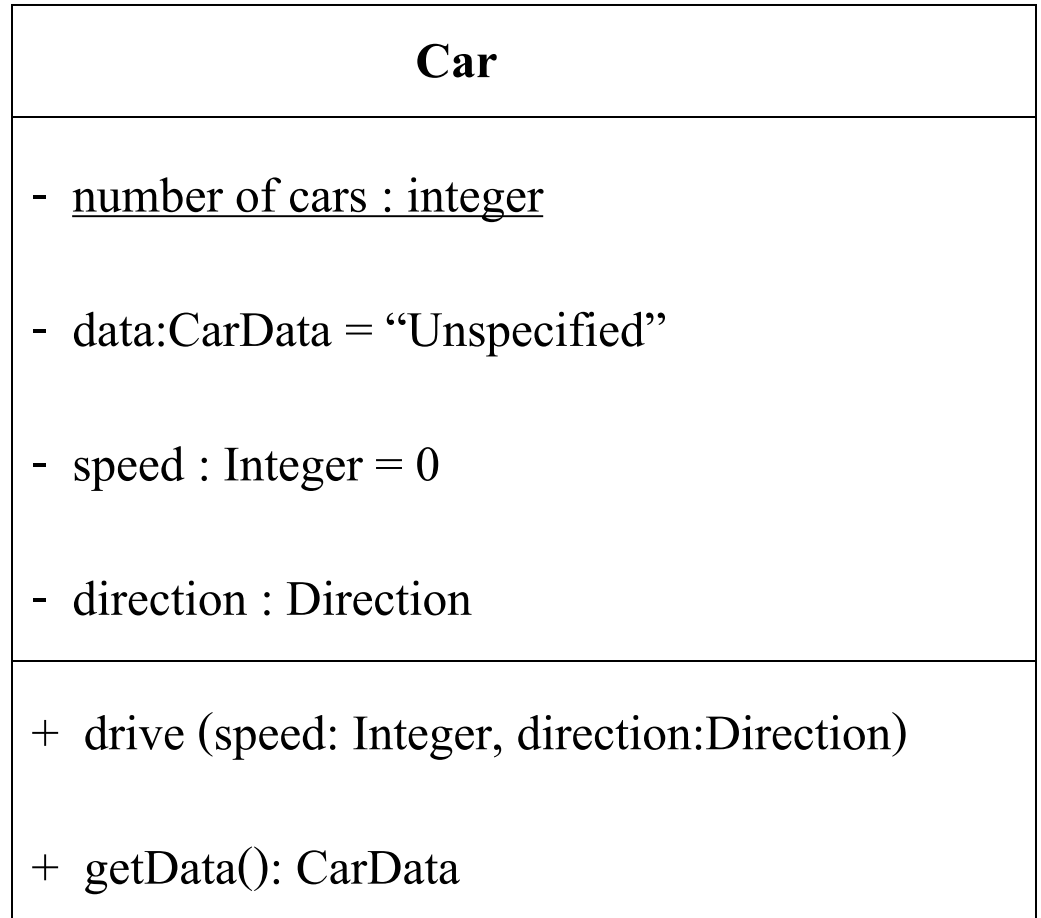 Car
- number of cars : integer
- data:CarData = “Unspecified”
- speed : Integer = 0
- direction : Direction
+ drive (speed: Integer, direction:Direction)
+ getData(): CarData